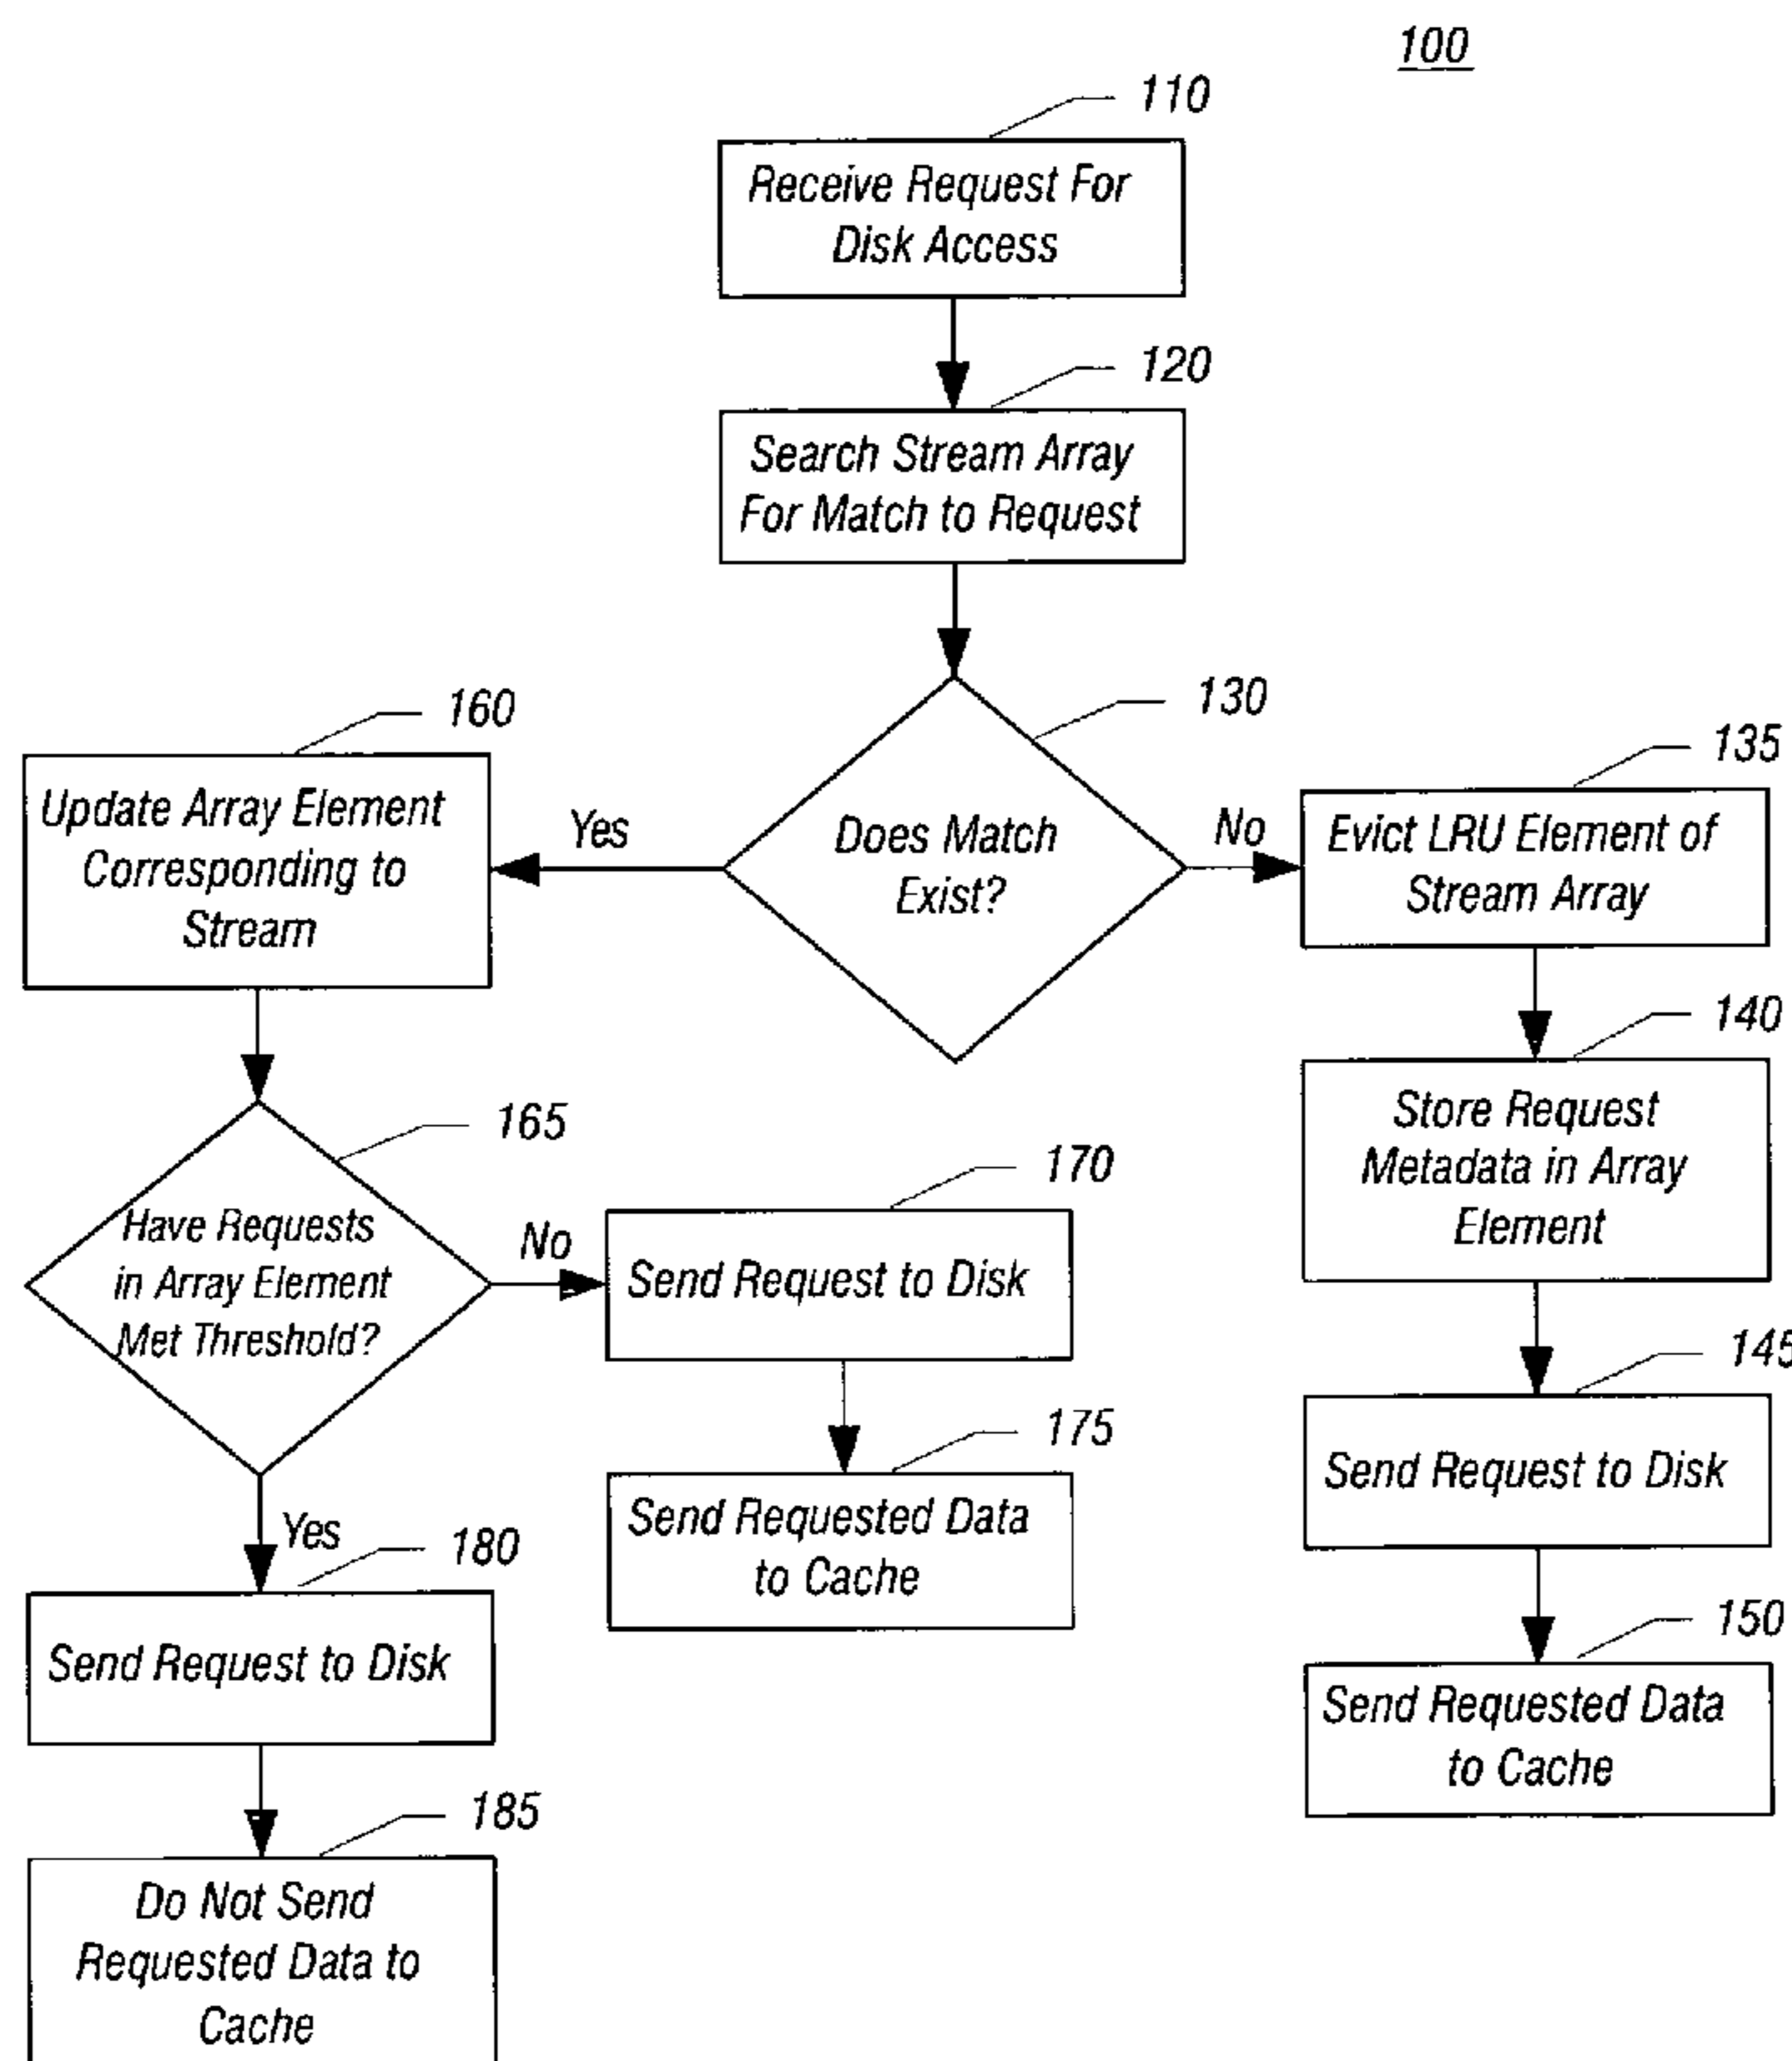 100
110
Receive Request For
Disk Access
120
Search Stream Array
For Match to Request
130
Does Match
Exist?
Yes
No
160
Update Array Element
Corresponding to
Stream
135
Evict LRU Element of
Stream Array
140
Store Request
Metadata in Array
Element
165
Have Requests
in Array Element
Met Threshold?
No
Yes
170
Send Request to Disk
175
Send Requested Data
to Cache
145
Send Request to Disk
150
Send Requested Data
to Cache
180
Send Request to Disk
185
Do Not Send
Requested Data to
Cache